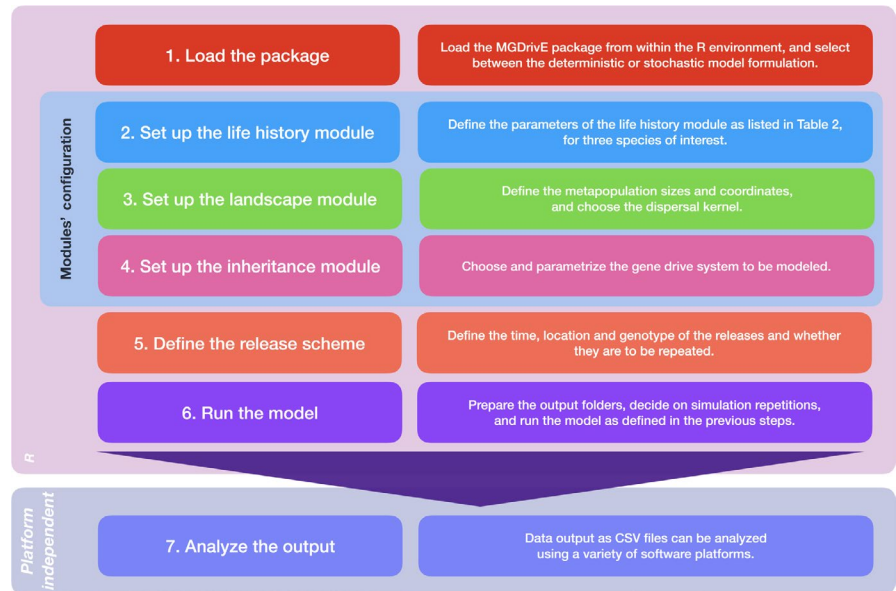 1. Load the package
Load the MGDrivE package from within the R environment, and select
between the deterministic or stochastic model formulation.
Modules' configuration
2. Set up the life history module
Define the parameters of the life history module as listed in Table 2,
for three species of interest.
3. Set up the landscape module
Define the metapopulation sizes and coordinates,
and choose the dispersal kernel.
4. Set up the inheritance module
Choose and parametrize the gene drive system to be modeled.
5. Define the release scheme
Define the time, location and genotype of the releases and whether
they are to be repeated.
6. Run the model
Prepare the output folders, decide on simulation repetitions,
and run the model as defined in the previous steps.
R
Platform
independent
7. Analyze the output
Data output as CSV files can be analyzed
using a variety of software platforms.